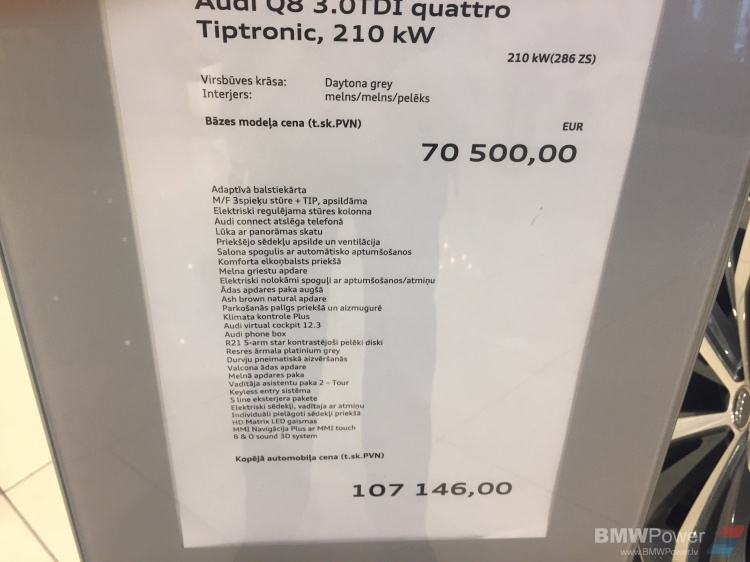 Audi Q8 3.0TDI quattro
Tiptronic, 210 kW
210 kW(286 ZS)
Virsbūves krāsa: Daytona grey
Interjers: melns/melns/pelēks
Bāzes modeļa cena (t.sk.PVN) EUR
70 500,00
Adaptīvā balstiekārta
M/F 3spieķu stūre + TIP, apsildāma
Elektriski regulējama stūres kolonna
Audi connect atslēga telefonā
Lūka ar panorāmas skatu
Priekšējo sēdekļu apsilde un ventilācija
Salona spogulis ar automātisko aptumšošanos
Komforta elkoņbalsts priekšā
Melna griestu apdare
Elektriski nolokāmi spoguļi ar aptumšošanos/atmiņu
Ādas apdares paka augšā
Ash brown natural apdare
Parkošanās palīgs priekšā un aizmugurē
Klimata kontrole Plus
Audi virtual cockpit 12.3
Audi phone box
R21 5-arm star kontrastējoši pelēki diski
Resres ārmala platinium grey
Durvju pneimatiskā aizvēršanās
Valcona ādas apdare
Melnā apdares paka
Vadītāja asistentu paka 2 – Tour
Keyless entry sistēma
S line eksterjera pakete
Elektriski sēdekļi, vadītaja ar atmiņu
Individuāli pielāgoti sēdekļi priekšā
HD Matrix LED gaismas
MMI Navigācija Plus ar MMI touch
B & O sound 3D system
Kopējā automobiļa cena (t.sk.PVN)
107 146,00
BMWPower
www.BMWPower.lv